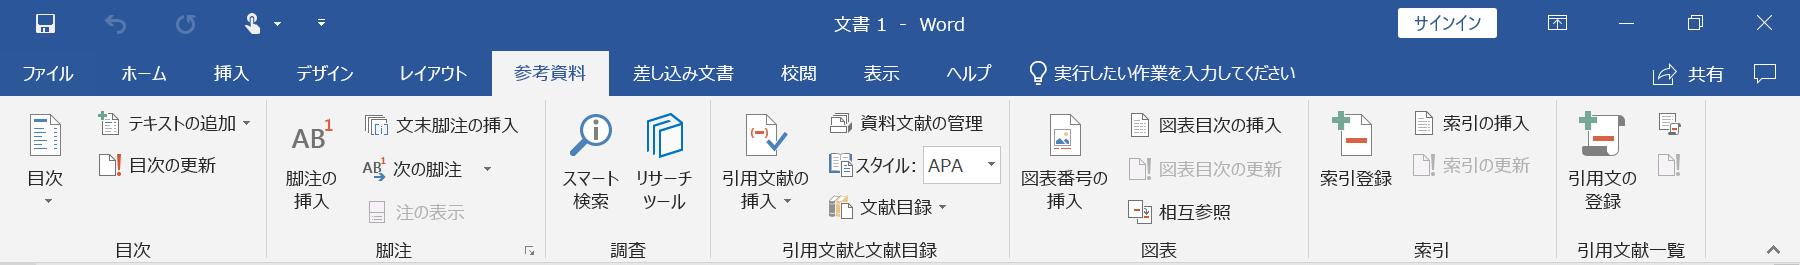 文書 1 - Word
サインイン
ファイル ホーム 挿入 デザイン レイアウト 参考資料 差し込み文書 校閲 表示 ヘルプ 実行したい作業を入力してください 共有
目次
テキストの追加
目次の更新
目次
AB1
脚注の
挿入
文末脚注の挿入
AB1
次の脚注
注の表示
脚注
スマート
検索
リサーチ
ツール
調査
引用文献の
挿入
資料文献の管理
スタイル: APA
文献目録
引用文献と文献目録
図表番号の
挿入
図表目次の挿入
図表目次の更新
相互参照
図表
索引登録
索引の挿入
索引の更新
索引
引用文の
登録
引用文献一覧